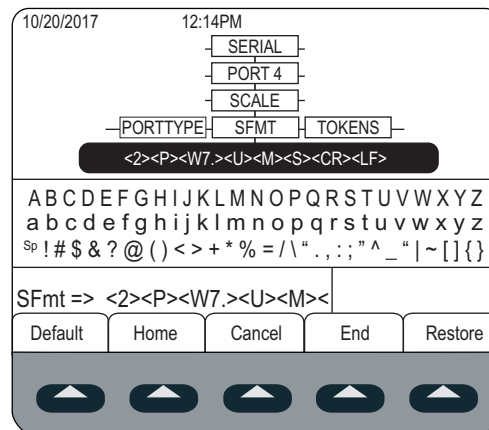 10/20/2017 12:14PM
SERIAL
PORT 4
SCALE
PORTTYPE SFMT TOKENS
<2><P><W7.><U><M><S><CR><LF>
A B C D E F G H I J K L M N O P Q R S T U V W X Y Z
a b c d e f g h i j k l m n o p q r s t u v w x y z
Sp ! # $ & ? @ ( ) < > + * % = / \ “ . , : ; ” ^ _ “ | ~ [ ] { }
SFmt => <2><P><W7.><U><M><
Default Home Cancel End Restore